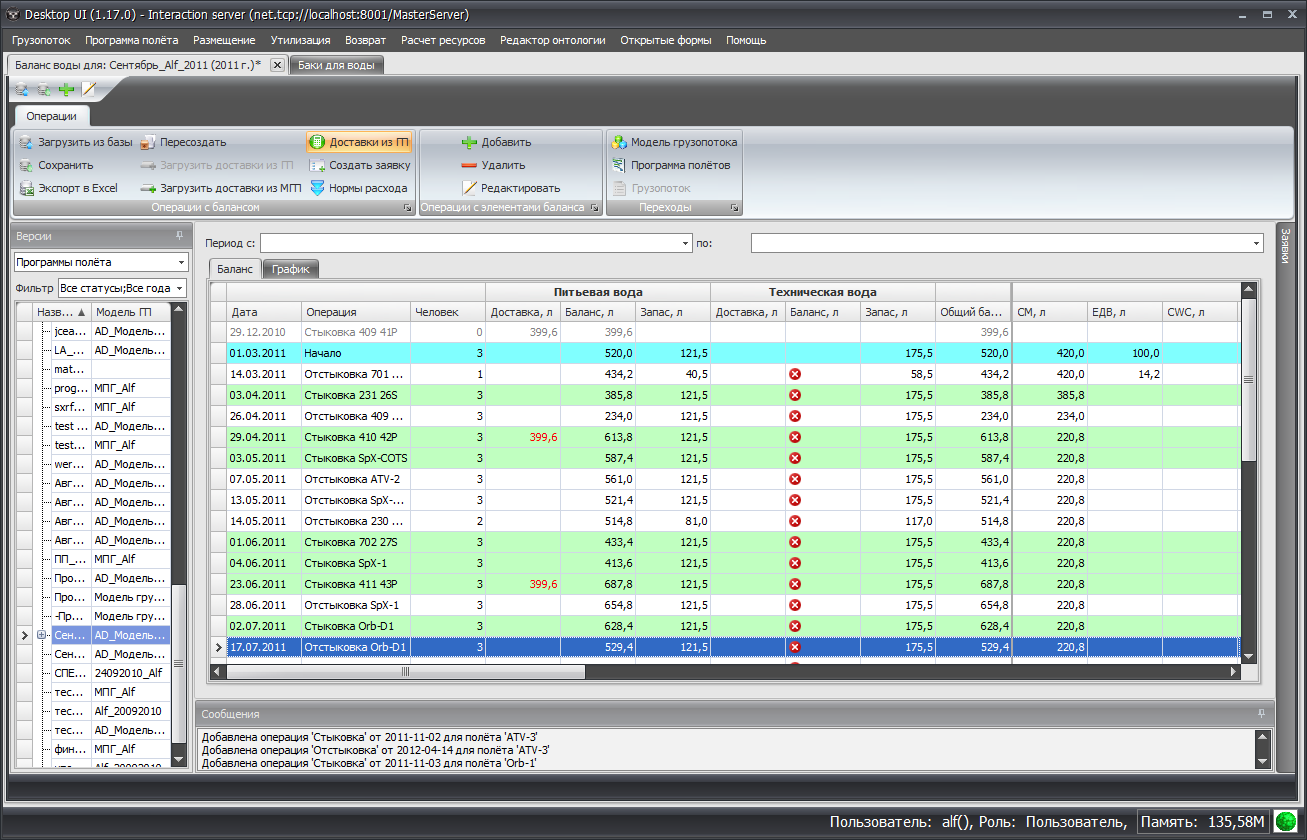 Desktop UI (1.17.0) - Interaction server (net.tcp://localhost:8001/MasterServer)
Грузопоток Программа полёта Размещение Утилизация Возврат Расчет ресурсов Редактор онтологии Открытые формы Помощь
Баланс воды для: Сентябрь_Alf_2011 (2011 г.)* Баки для воды
Операции
Загрузить из базы Пересоздать Доставки из ГП Добавить Модель грузопотока
Сохранить Загрузить доставки из ГП Создать заявку Удалить Программа полётов
Экспорт в Excel Загрузить доставки из МГП Нормы расхода Редактировать Грузопоток
Операции с балансом Операции с элементами баланса Переходы
Версии
Программы полёта
Фильтр Все статусы;Все года
Назв... Модель ГП
jcea... AD_Модель...
LA_... AD_Модель...
mat...
prog... МПГ_Alf
sxrf... МПГ_Alf
test ... AD_Модель...
test... МПГ_Alf
wer... AD_Модель...
Авг... AD_Модель...
Авг... AD_Модель...
Авг... AD_Модель...
Авг... AD_Модель...
ПП_... МПГ_Alf
Про... AD_Модель...
Про... Модель гру...
-Пр... Модель гру...
Сен... AD_Модель...
Сен... AD_Модель...
СПЕ... 24092010_Alf
тес... МПГ_Alf
тес... Alf_20092010
тес... AD_Модель...
фин... МПГ_Alf
Период с: по:
Баланс График
Питьевая вода Техническая вода
Дата Операция Человек Доставка, л Баланс, л Запас, л Доставка, л Баланс, л Запас, л Общий ба... СМ, л ЕДВ, л CWC, л
29.12.2010 Стыковка 409 41Р 0 399,6 399,6 399,6
01.03.2011 Начало 3 520,0 121,5 175,5 520,0 420,0 100,0
14.03.2011 Отстыковка 701 ... 1 434,2 40,5 58,5 434,2 420,0 14,2
03.04.2011 Стыковка 231 26S 3 385,8 121,5 175,5 385,8 385,8
26.04.2011 Отстыковка 409 ... 3 234,0 121,5 175,5 234,0 234,0
29.04.2011 Стыковка 410 42Р 3 399,6 613,8 121,5 175,5 613,8 220,8
03.05.2011 Стыковка SpX-COTS 3 587,4 121,5 175,5 587,4 220,8
07.05.2011 Отстыковка ATV-2 3 561,0 121,5 175,5 561,0 220,8
13.05.2011 Отстыковка SpX-... 3 521,4 121,5 175,5 521,4 220,8
14.05.2011 Отстыковка 230 ... 2 514,8 81,0 117,0 514,8 220,8
01.06.2011 Стыковка 702 27S 3 433,4 121,5 175,5 433,4 220,8
04.06.2011 Стыковка SpX-1 3 413,6 121,5 175,5 413,6 220,8
23.06.2011 Стыковка 411 43Р 3 399,6 687,8 121,5 175,5 687,8 220,8
28.06.2011 Отстыковка SpX-1 3 654,8 121,5 175,5 654,8 220,8
02.07.2011 Стыковка Orb-D1 3 628,4 121,5 175,5 628,4 220,8
17.07.2011 Отстыковка Orb-D1 3 529,4 121,5 175,5 529,4 220,8
Заявки
Сообщения
Добавлена операция 'Стыковка' от 2011-11-02 для полёта 'ATV-3'
Добавлена операция 'Отстыковка' от 2012-04-14 для полёта 'ATV-3'
Добавлена операция 'Стыковка' от 2011-11-03 для полёта 'Orb-1'
Пользователь: alf(), Роль: Пользователь, Память: 135,58М